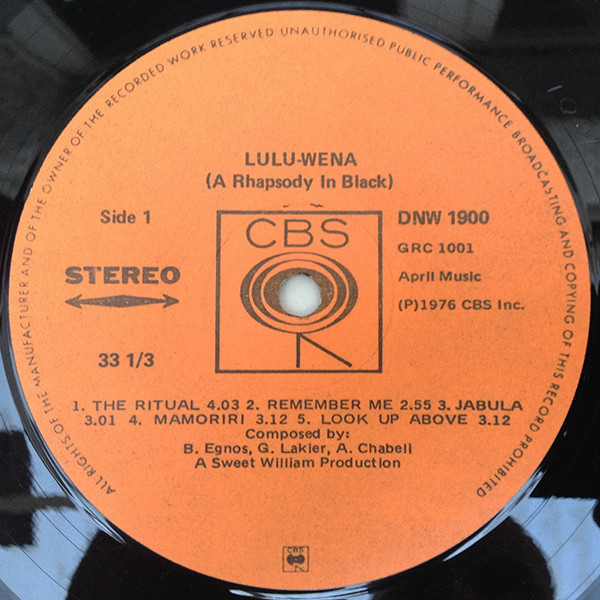 ALL RIGHTS OF THE MANUFACTURER AND OF THE OWNER OF THE RECORDED WORK RESERVED UNAUTHORISED PUBLIC PERFORMANCE BROADCASTING AND COPYING OF THIS RECORD PROHIBITED
LULU-WENA
(A Rhapsody In Black)
Side 1
STEREO
33 1/3
CBS
DNW 1900
GRC 1001
April Music
(P)1976 CBS Inc.
1. THE RITUAL 4.03 2. REMEMBER ME 2.55 3. JABULA
3.01 4. MAMORIRI 3.12 5. LOOK UP ABOVE 3.12
Composed by:
B. Egnos, G. Lakier, A. Chabeli
A Sweet William Production
CBS